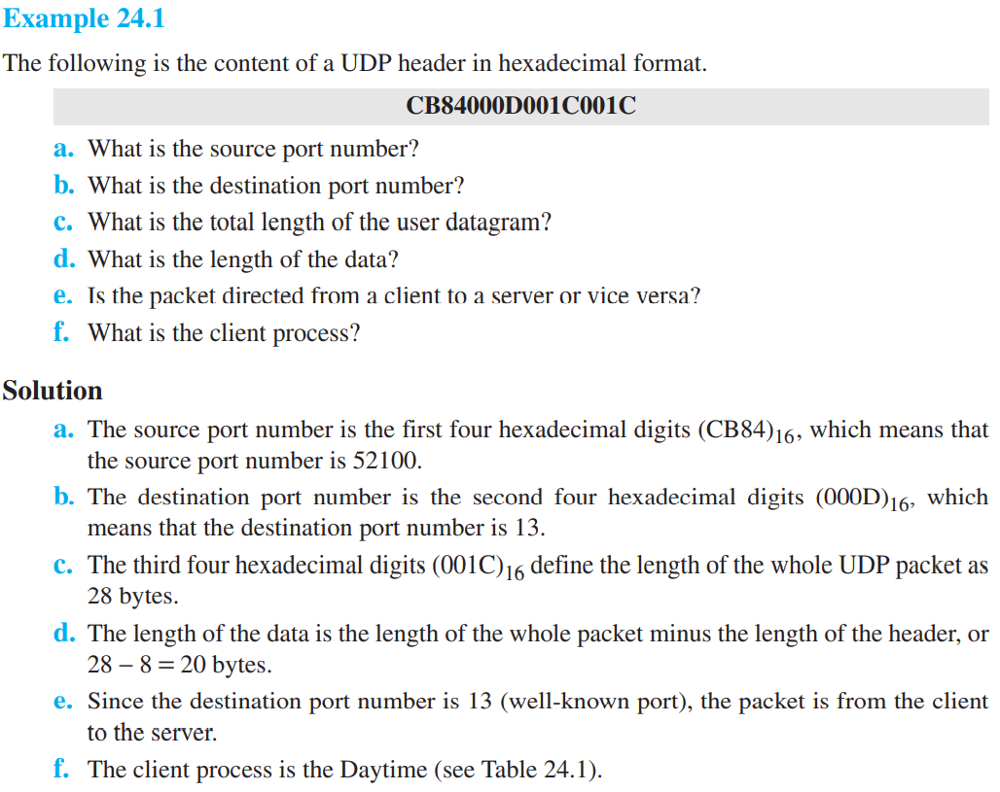 Example 24.1
The following is the content of a UDP header in hexadecimal format.
CB84000D001C001C
a. What is the source port number?
b. What is the destination port number?
c. What is the total length of the user datagram?
d. What is the length of the data?
e. Is the packet directed from a client to a server or vice versa?
f. What is the client process?
Solution
a. The source port number is the first four hexadecimal digits (CB84)16, which means that
the source port number is 52100.
b. The destination port number is the second four hexadecimal digits (000D)16, which
means that the destination port number is 13.
c. The third four hexadecimal digits (001C)16 define the length of the whole UDP packet as
28 bytes.
d. The length of the data is the length of the whole packet minus the length of the header, or
28 – 8 = 20 bytes.
e. Since the destination port number is 13 (well-known port), the packet is from the client
to the server.
f. The client process is the Daytime (see Table 24.1).